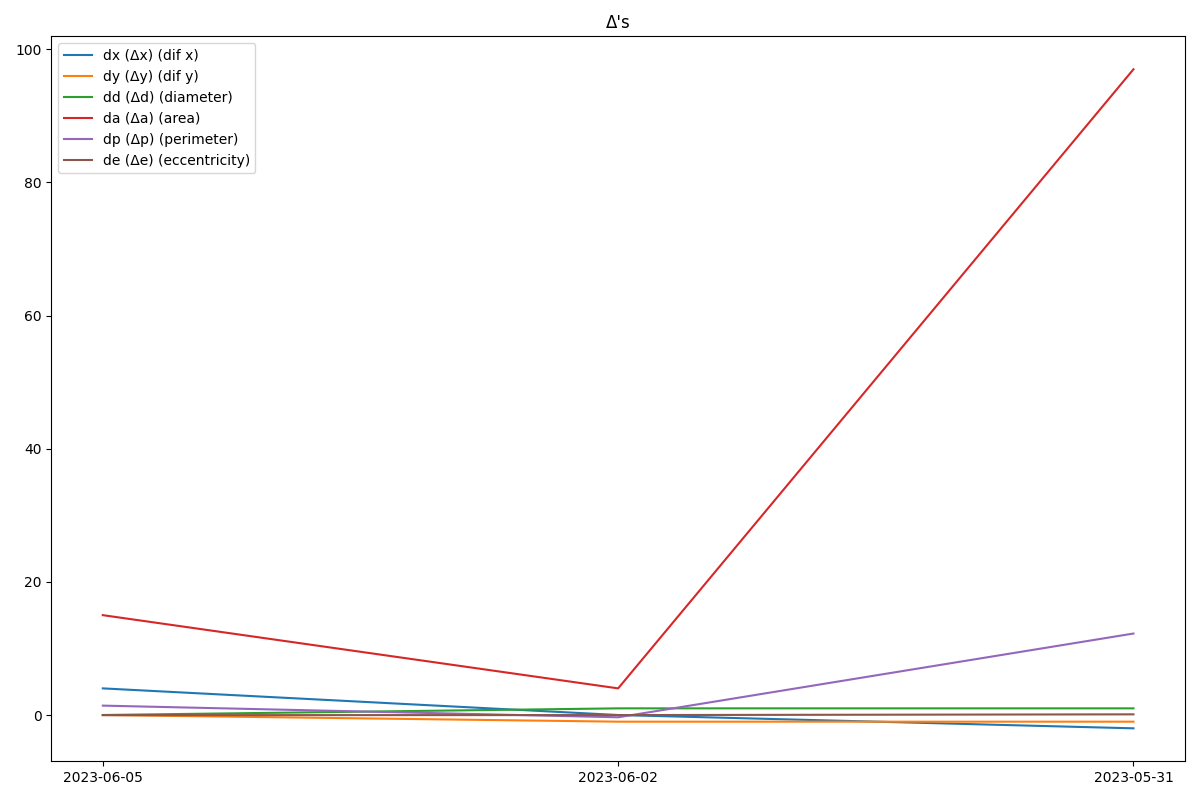 Δ's
dx (Δx) (dif x)
dy (Δy) (dif y)
dd (Δd) (diameter)
da (Δa) (area)
dp (Δp) (perimeter)
de (Δe) (eccentricity)
100
80
60
40
20
0
2023-06-05
2023-06-02
2023-05-31